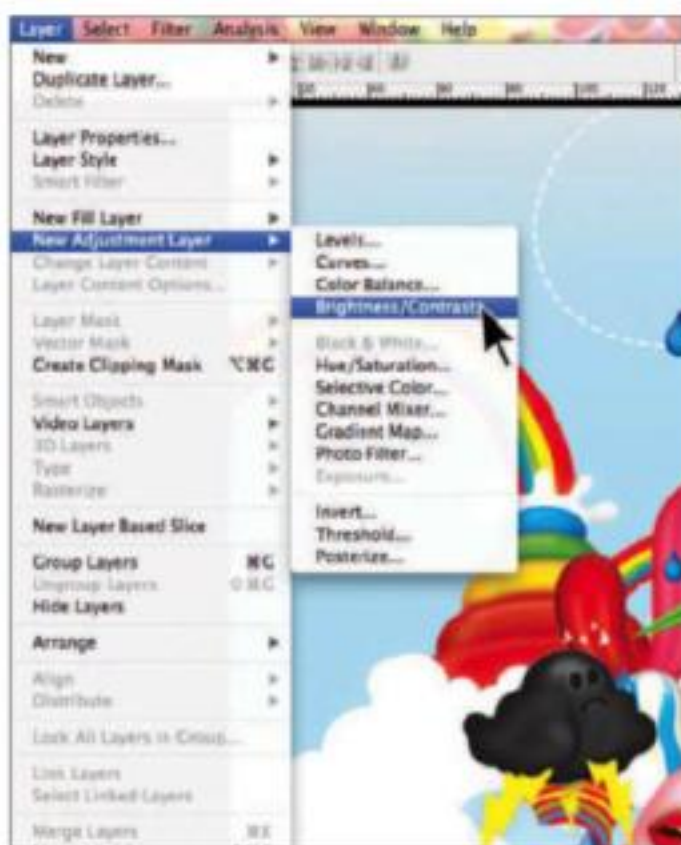 Layer Select Filter Analysis View Window Help
New
Duplicate Layer...
Delete
Layer Properties...
Layer Style
Smart Filter
New Fill Layer
New Adjustment Layer
Change Layer Content
Layer Content Options...
Layer Mask
Vector Mask
Create Clipping Mask ⌥⌘G
Smart Objects
Video Layers
3D Layers
Type
Rasterize
New Layer Based Slice
Group Layers ⌘G
Ungroup Layers ⇧⌘G
Hide Layers
Arrange
Align
Distribute
Lock All Layers in Group...
Link Layers
Select Linked Layers
Merge Layers
Levels...
Curves...
Color Balance...
Brightness/Contrast
Black & White...
Hue/Saturation...
Selective Color...
Channel Mixer...
Gradient Map...
Photo Filter...
Exposure...
Invert...
Threshold...
Posterize...